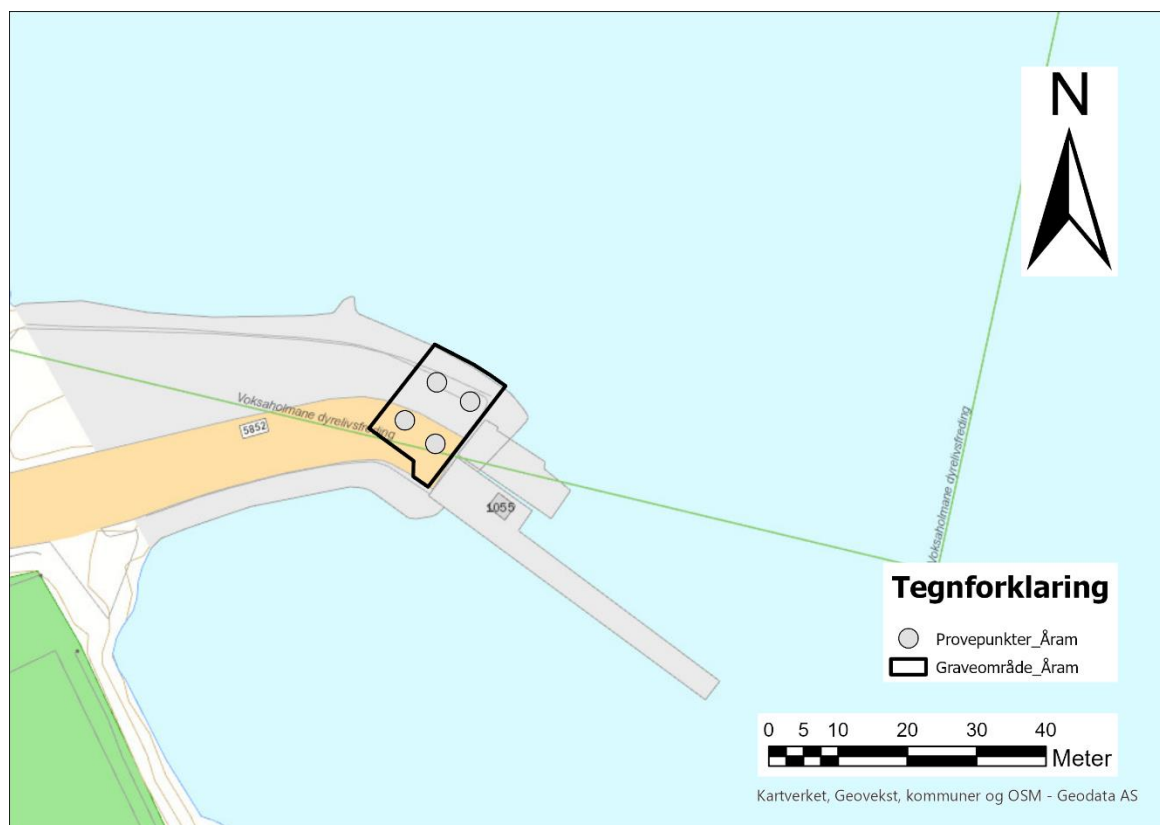 N
Voksaholmane dyrelivsfreding
5852
1055
Voksaholmane dyrelivsfreding
Tegnforklaring
Provepunkter_Åram
Graveområde_Åram
0 5 10 20 30 40
Meter
Kartverket, Geovekst, kommuner og OSM - Geodata AS